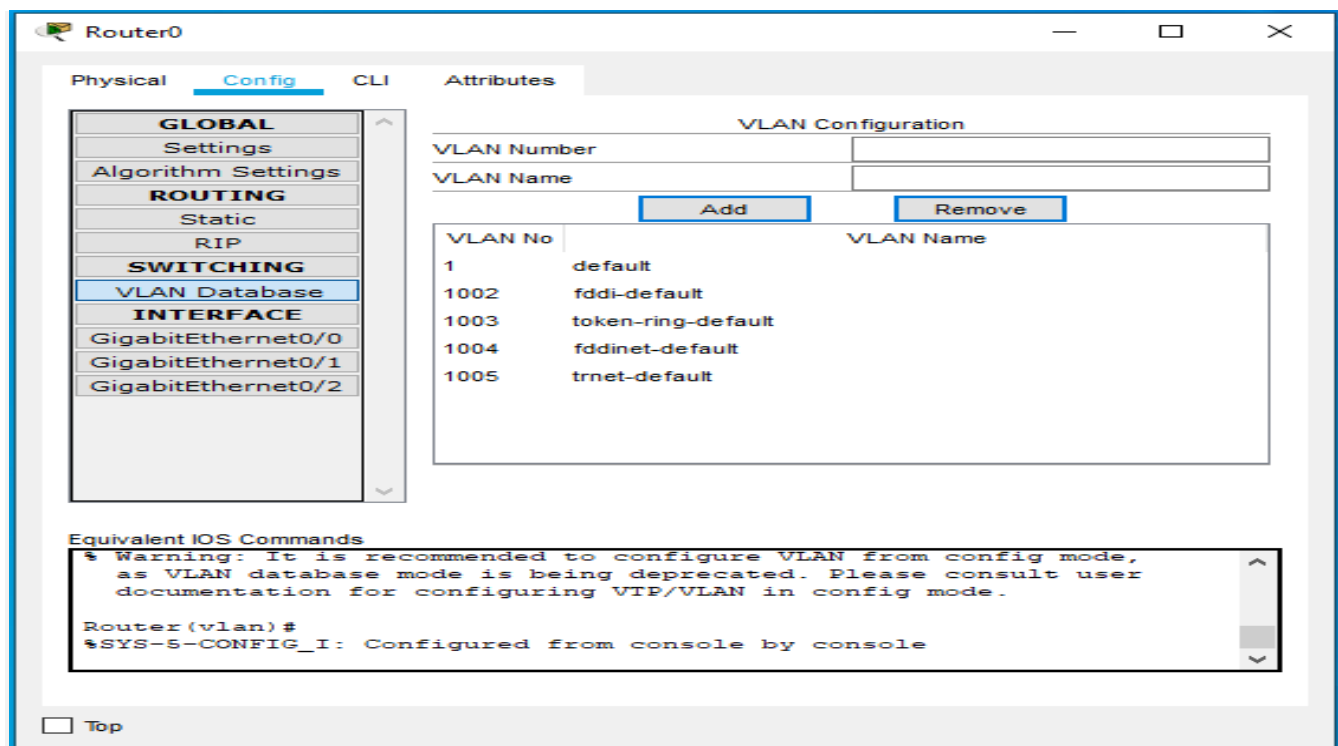 Router0
Physical Config CLI Attributes
GLOBAL
Settings
Algorithm Settings
ROUTING
Static
RIP
SWITCHING
VLAN Database
INTERFACE
GigabitEthernet0/0
GigabitEthernet0/1
GigabitEthernet0/2
VLAN Configuration
VLAN Number
VLAN Name
Add Remove
VLAN No VLAN Name
1 default
1002 fddi-default
1003 token-ring-default
1004 fddinet-default
1005 trnet-default
Equivalent IOS Commands
% Warning: It is recommended to configure VLAN from config mode,
as VLAN database mode is being deprecated. Please consult user
documentation for configuring VTP/VLAN in config mode.
Router(vlan)#
%SYS-5-CONFIG_I: Configured from console by console
Top